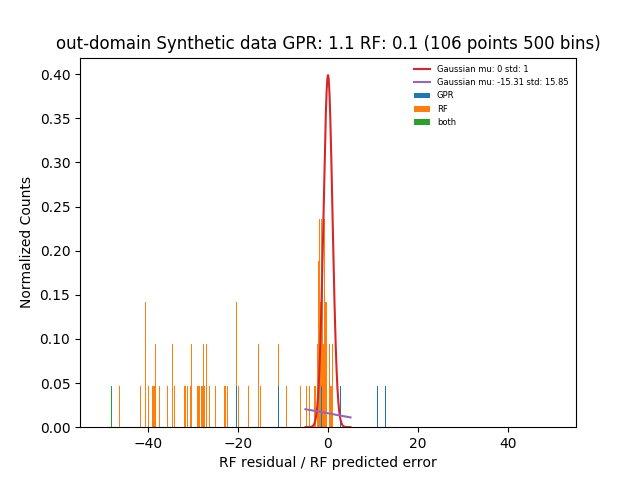 out-domain Synthetic data GPR: 1.1 RF: 0.1 (106 points 500 bins)
Gaussian mu: 0 std: 1
Gaussian mu: -15.31 std: 15.85
GPR
RF
both
Normalized Counts
0.40
0.35
0.30
0.25
0.20
0.15
0.10
0.05
0.00
−40 −20 0 20 40
RF residual / RF predicted error